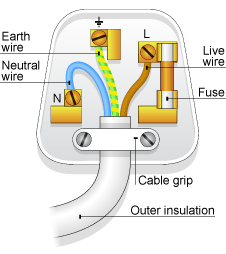 Earth
wire
L
Live
wire
Neutral
wire
N
Fuse
Cable grip
Outer insulation